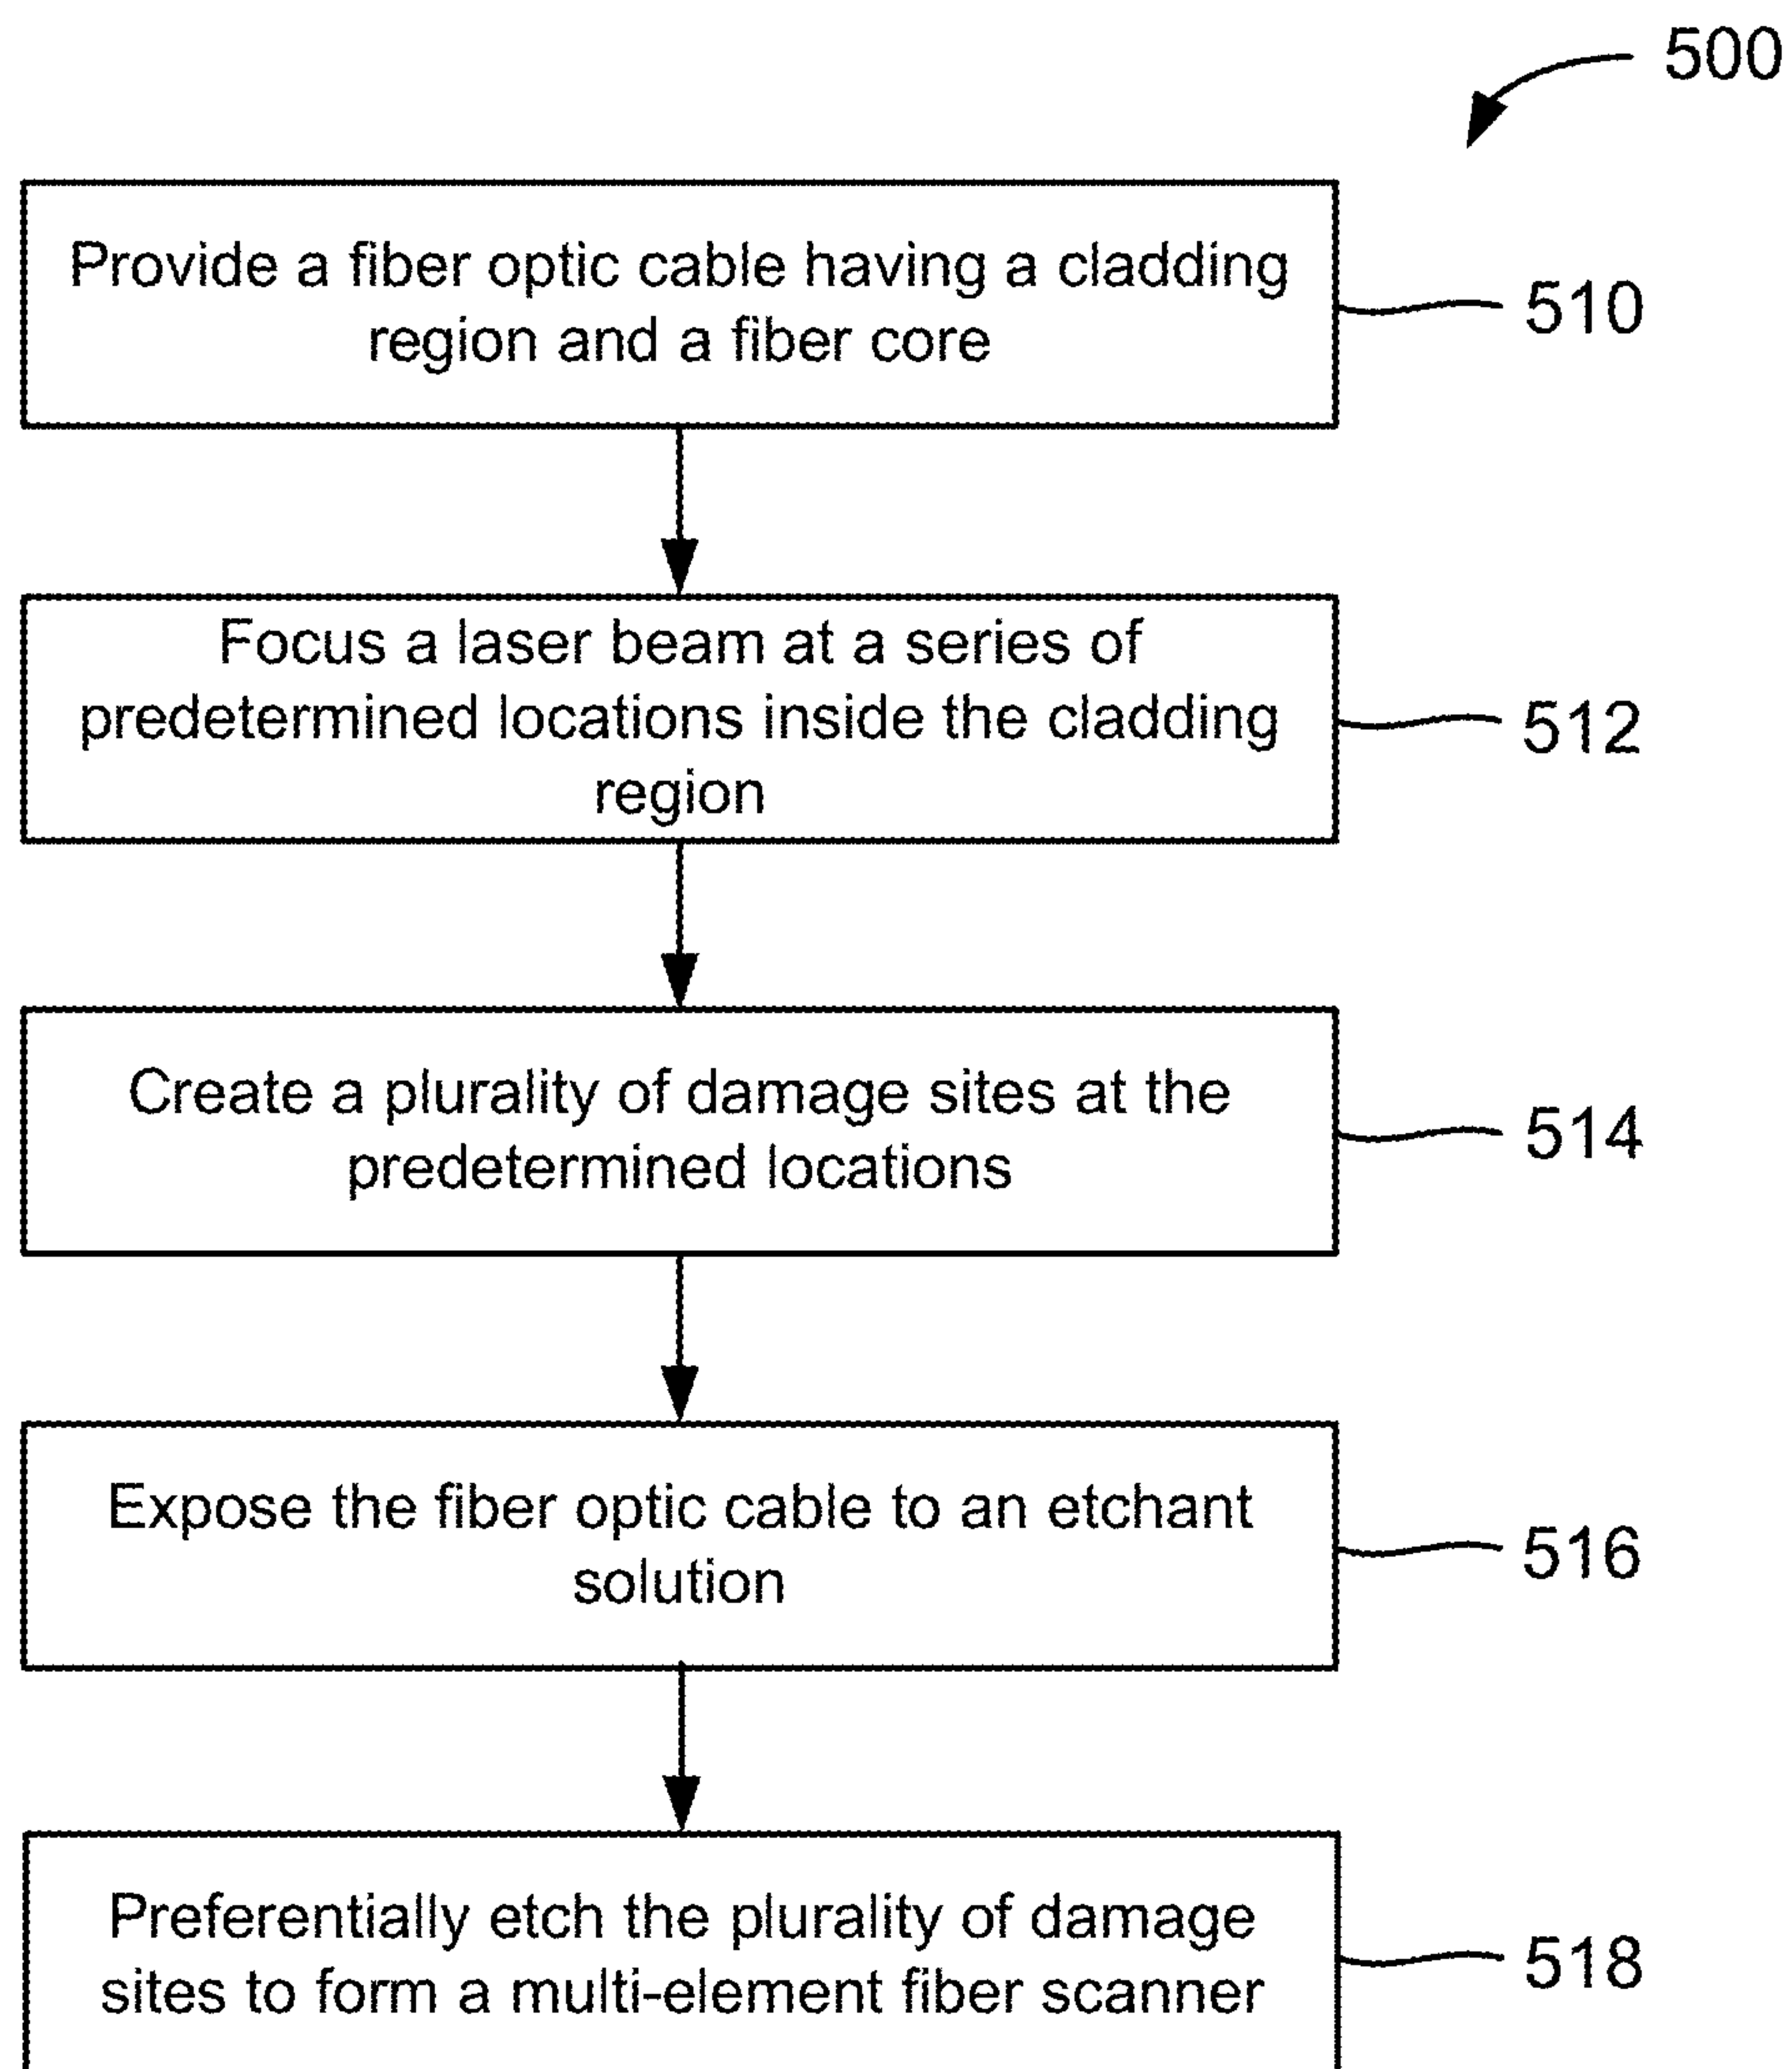 500
Provide a fiber optic cable having a cladding
region and a fiber core
510
Focus a laser beam at a series of
predetermined locations inside the cladding
region
512
Create a plurality of damage sites at the
predetermined locations
514
Expose the fiber optic cable to an etchant
solution
516
Preferentially etch the plurality of damage
sites to form a multi-element fiber scanner
518